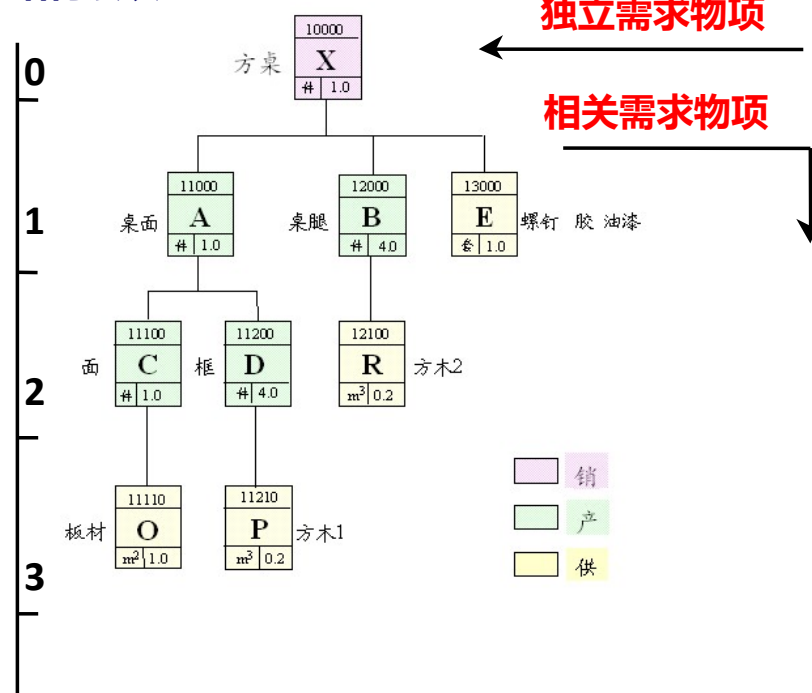 独立需求物项
10000
0
方桌
X
件 1.0
相关需求物项
11000
12000
13000
1
桌面
A
桌腿
B
E
螺钉 胶 油漆
件 1.0
件 4.0
套 1.0
11100
11200
12100
2
面
C
框
D
R
方木2
件 1.0
件 4.0
m³ 0.2
销
11110
11210
产
板材
O
P
方木1
m² 1.0
m³ 0.2
供
3